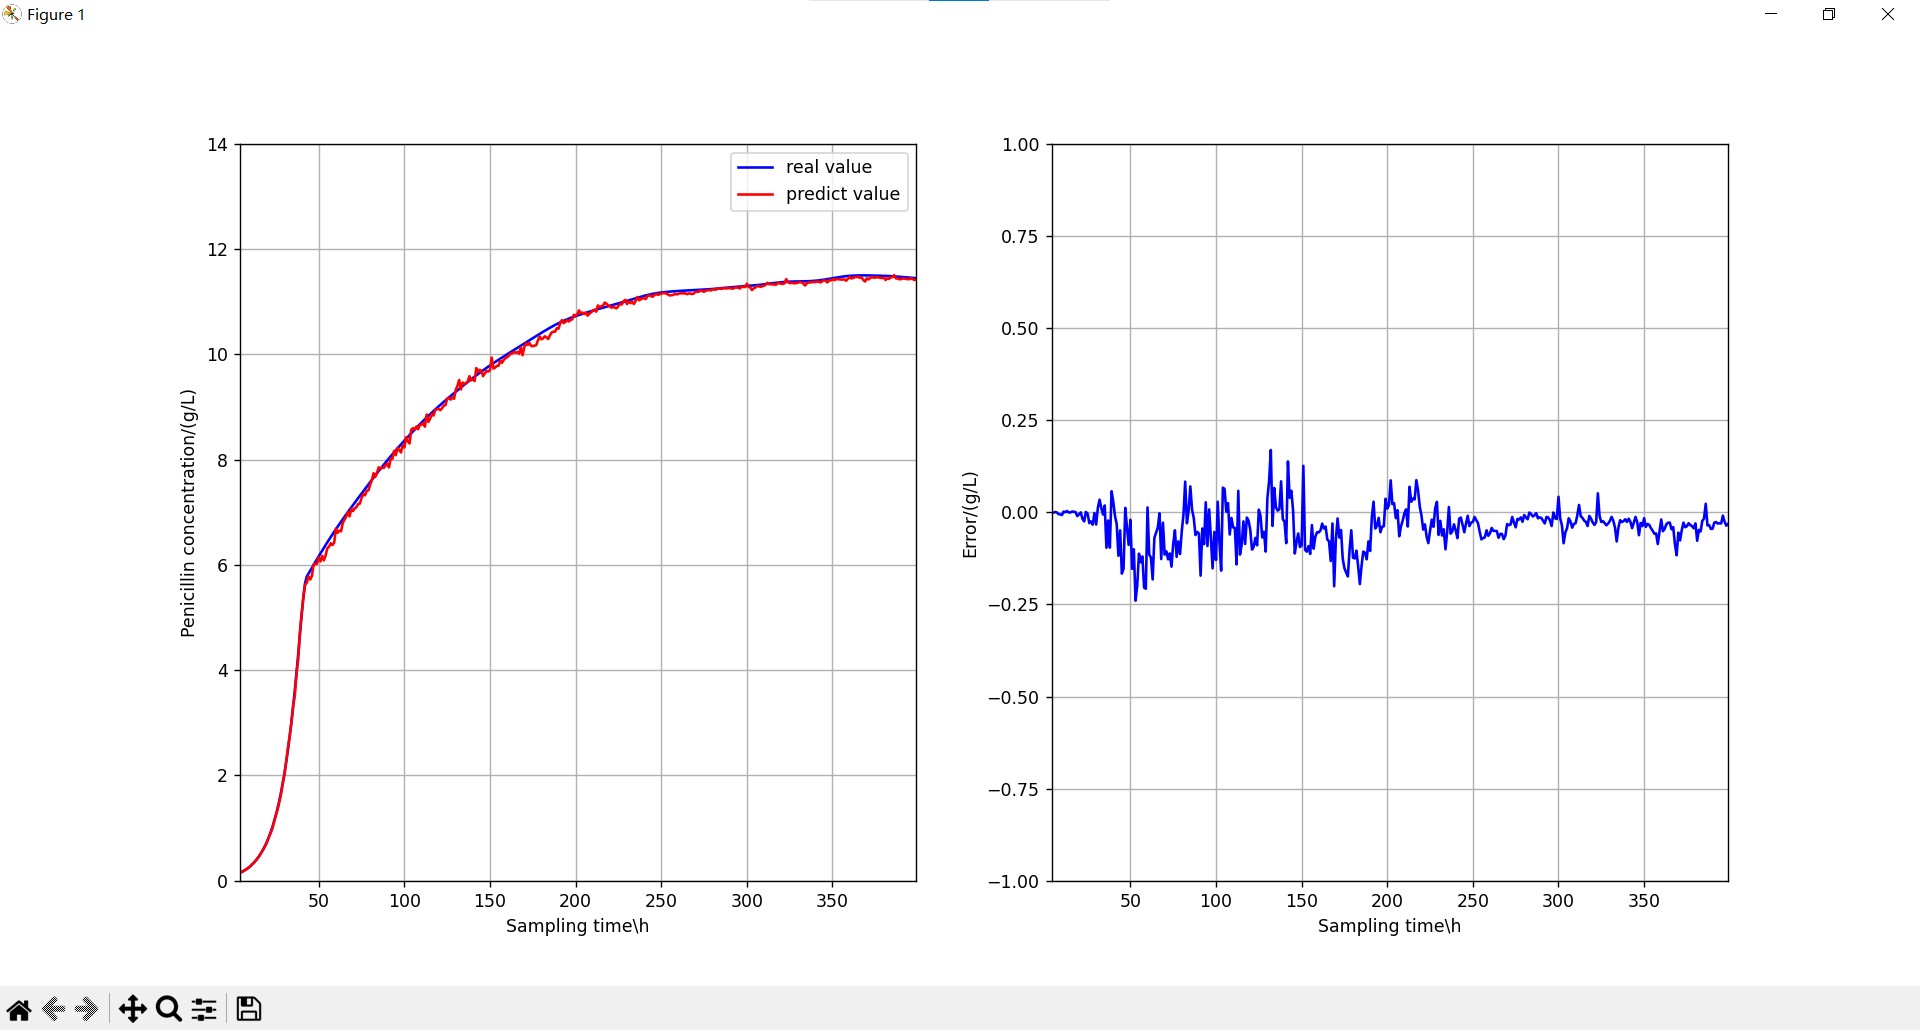 Figure 1
14
12
10
8
6
4
2
0
Penicillin concentration/(g/L)
real value
predict value
50 100 150 200 250 300 350
Sampling time\h
1.00
0.75
0.50
0.25
0.00
−0.25
−0.50
−0.75
−1.00
Error/(g/L)
50 100 150 200 250 300 350
Sampling time\h